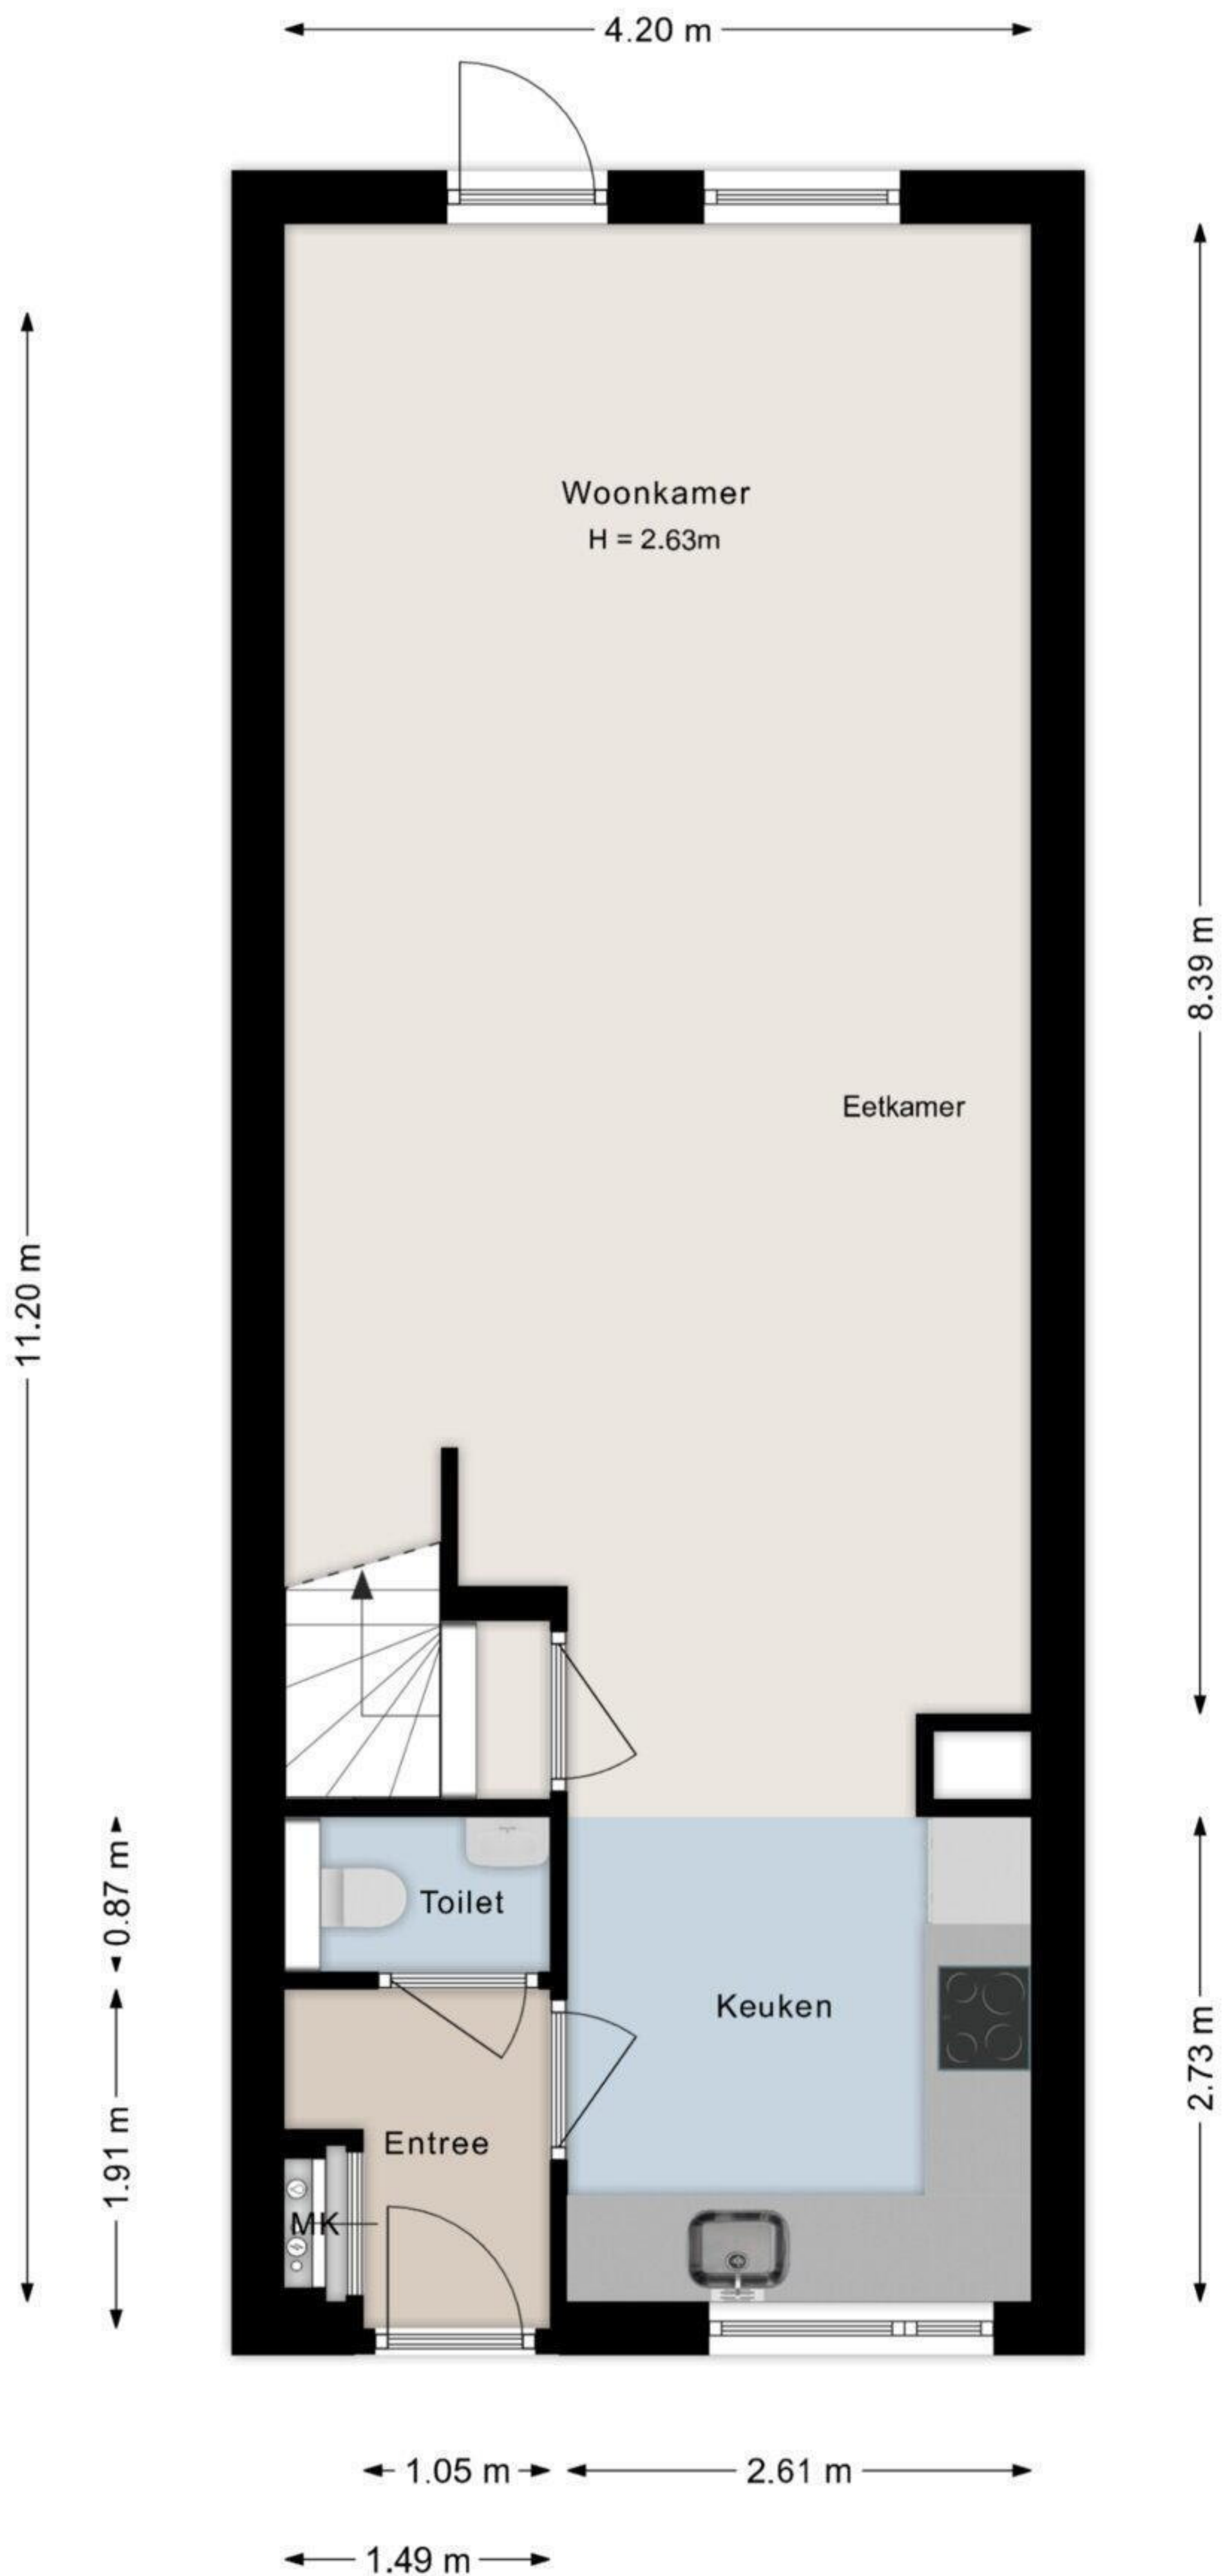 4.20 m
Woonkamer
H = 2.63m
8.39 m
Eetkamer
11.20 m
0.87 m
Toilet
Keuken
2.73 m
1.91 m
Entree
MK
1.05 m
2.61 m
1.49 m